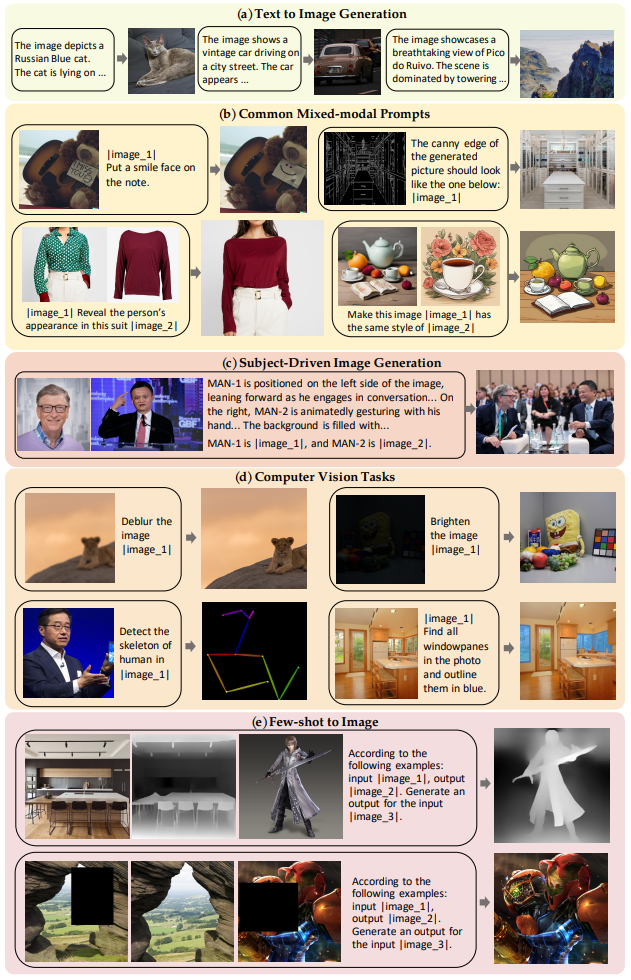 (a) Text to Image Generation
The image depicts a
Russian Blue cat.
The cat is lying on ...
The image shows a
vintage car driving on
a city street. The car
appears ...
The image showcases a
breathtaking view of Pico
do Ruivo. The scene is
dominated by towering ...
(b) Common Mixed-modal Prompts
|image_1|
Put a smile face on
the note.
The canny edge of
the generated
picture should look
like the one below:
|image_1|
|image_1| Reveal the person's
appearance in this suit |image_2|
Make this image |image_1| has
the same style of |image_2|
(c) Subject-Driven Image Generation
MAN-1 is positioned on the left side of the image,
leaning forward as he engages in conversation... On
the right, MAN-2 is animatedly gesturing with his
hand... The background is filled with...
MAN-1 is |image_1|, and MAN-2 is |image_2|.
(d) Computer Vision Tasks
Deblur the
image
|image_1|
Brighten
the image
|image_1|
Detect the
skeleton of
human in
|image_1|
|image_1|
Find all
windowpanes
in the photo
and outline
them in blue.
(e) Few-shot to Image
According to the
following examples:
input |image_1|, output
|image_2|. Generate an
output for the input
|image_3|.
According to the
following examples:
input |image_1|,
output |image_2|.
Generate an output for
the input |image_3|.